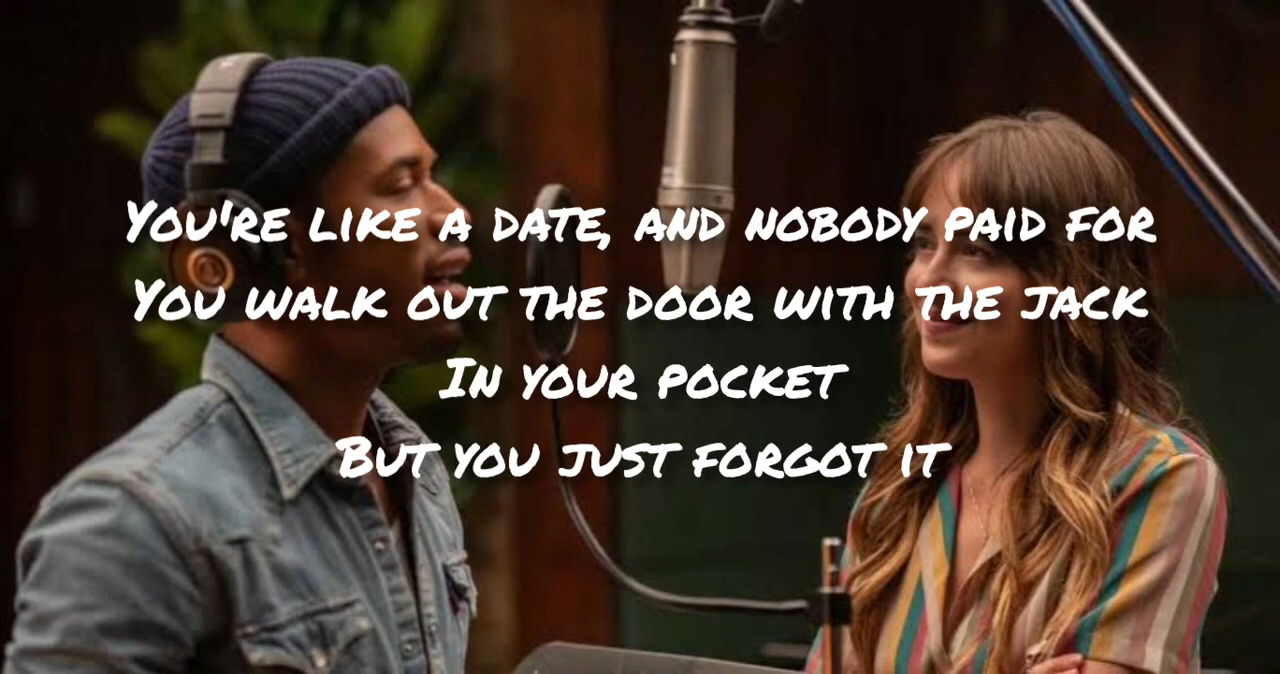 You're like a date, and nobody paid for
You walk out the door with the jack
In your pocket
But you just forgot it